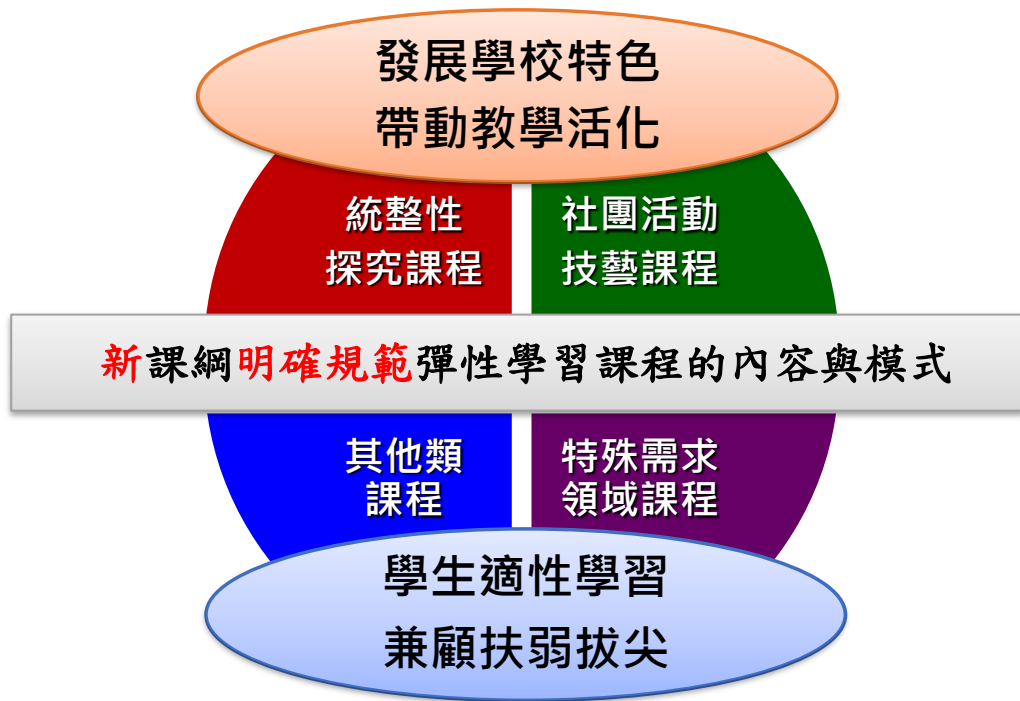 發展學校特色
帶動教學活化
統整性
探究課程
社團活動
技藝課程
新課綱明確規範彈性學習課程的內容與模式
其他類
課程
特殊需求
領域課程
學生適性學習
兼顧扶弱拔尖